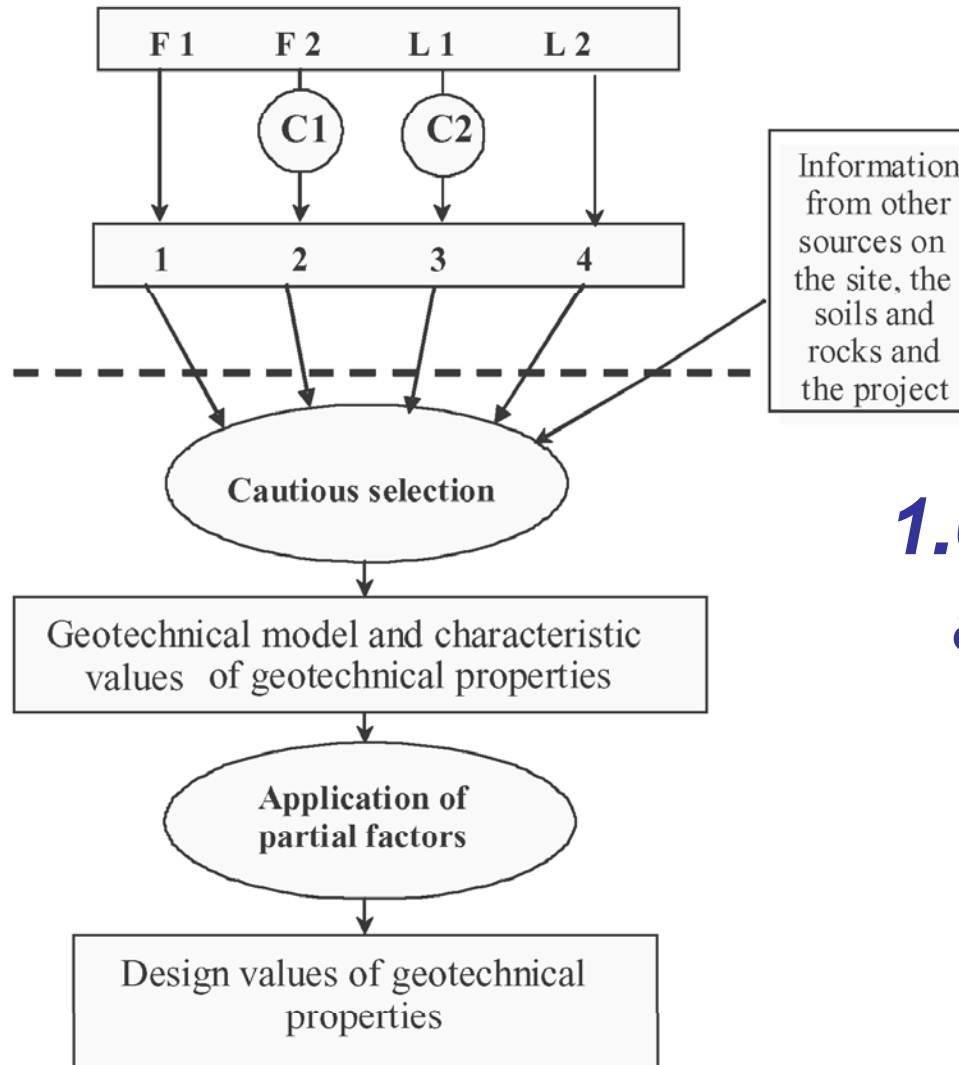 F 1 F 2 L 1 L 2
C1 C2
1 2 3 4
Information
from other
sources on
the site, the
soils and
rocks and
the project
Cautious selection
1.
Geotechnical model and characteristic
values of geotechnical properties
Application of
partial factors
Design values of geotechnical
properties